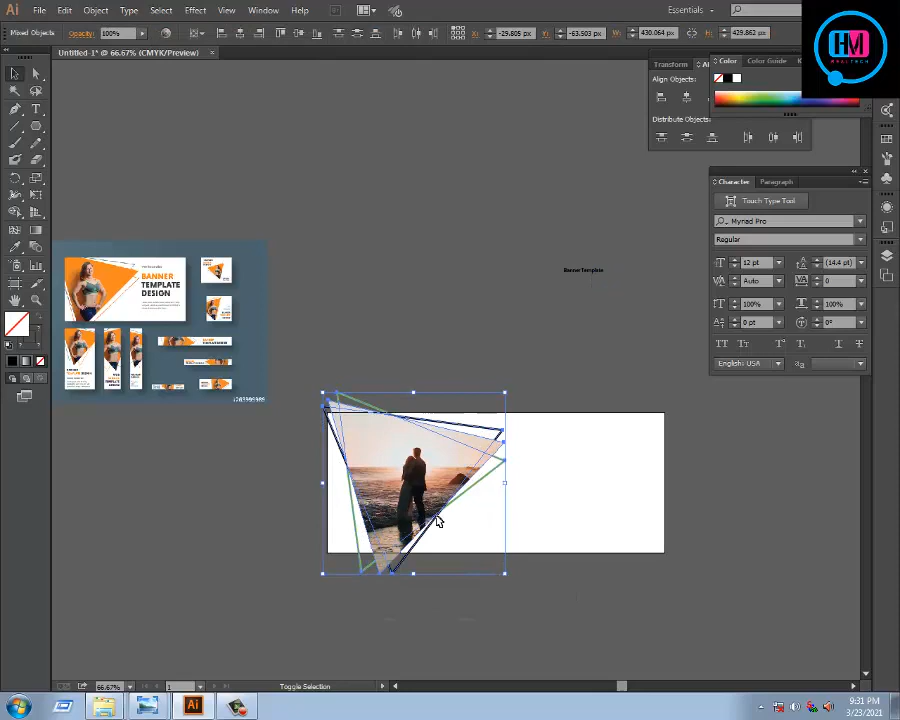 Ai File Edit Object Type Select Effect View Window Help Essentials
Mixed Objects Opacity: 100% X: -29.805 px Y: -63.503 px W: 430.064 px H: 429.862 px
Untitled-1* @ 66.67% (CMYK/Preview) ×
HM
REALTECH
Transform
Align Objects:
Distribute Objects:
Color Color Guide
Character Paragraph
Touch Type Tool
Myriad Pro
Regular
12 pt (14.4 pt)
Auto 0
100% 100%
0 pt 0°
English: USA
BANNER
TEMPLATE
DESIGN
Banner Template
66.67% 1 Toggle Selection
9:31 PM
3/23/2021